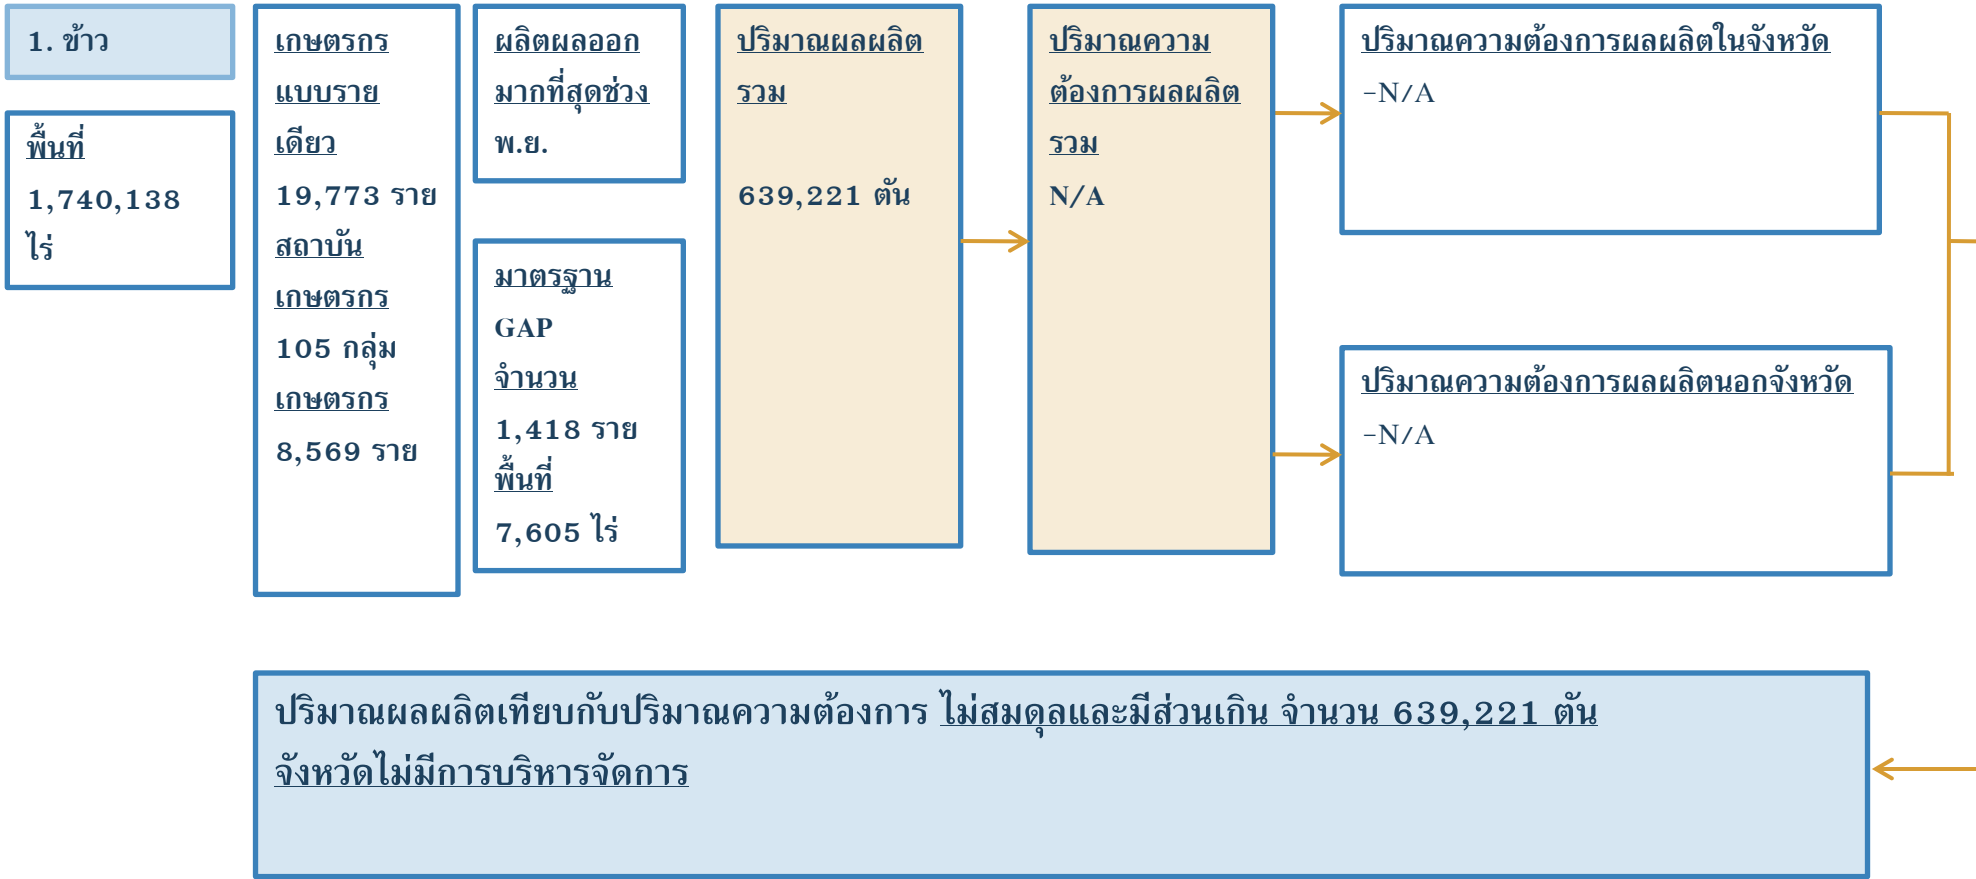 1. ข้าว
พื้นที่
1,740,138
ไร่
เกษตรกร
แบบราย
เดียว
19,773 ราย
สถาบัน
เกษตรกร
105 กลุ่ม
เกษตรกร
8,569 ราย
ผลิตผลออก
มากที่สุดช่วง
พ.ย.
มาตรฐาน
GAP
จำนวน
1,418 ราย
พื้นที่
7,605 ไร่
ปริมาณผลผลิต
รวม
639,221 ตัน
ปริมาณความ
ต้องการผลผลิต
รวม
N/A
ปริมาณความต้องการผลผลิตในจังหวัด
-N/A
ปริมาณความต้องการผลผลิตนอกจังหวัด
-N/A
ปริมาณผลผลิตเทียบกับปริมาณความต้องการ ไม่สมดุลและมีส่วนเกิน จำนวน 639,221 ตัน
จังหวัดไม่มีการบริหารจัดการ